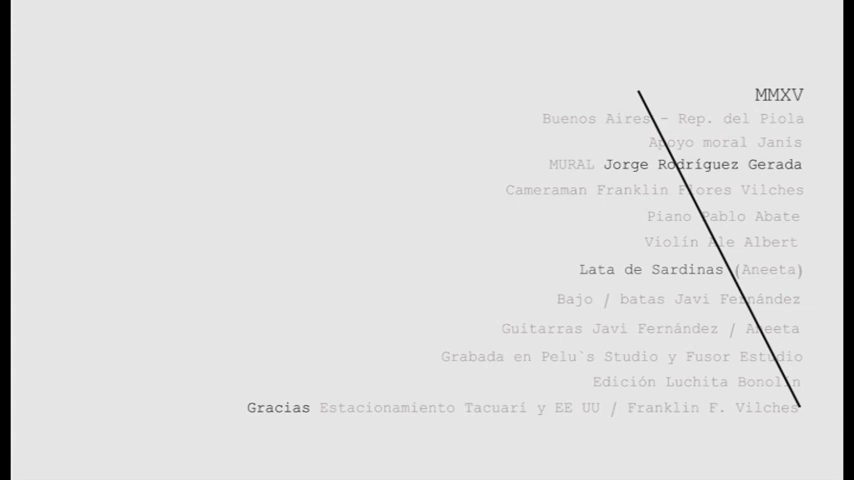 MMXV
Buenos Aires - Rep. del Piola
Apoyo moral Janis
MURAL Jorge Rodríguez Gerada
Cameraman Franklin Flores Vilches
Piano Pablo Abate
Violín Ale Albert
Lata de Sardinas (Aneeta)
Bajo / batas Javi Fernández
Guitarras Javi Fernández / Aneeta
Grabada en Pelu`s Studio y Fusor Estudio
Edición Luchita Bonolin
Gracias Estacionamiento Tacuarí y EE UU / Franklin F. Vilches